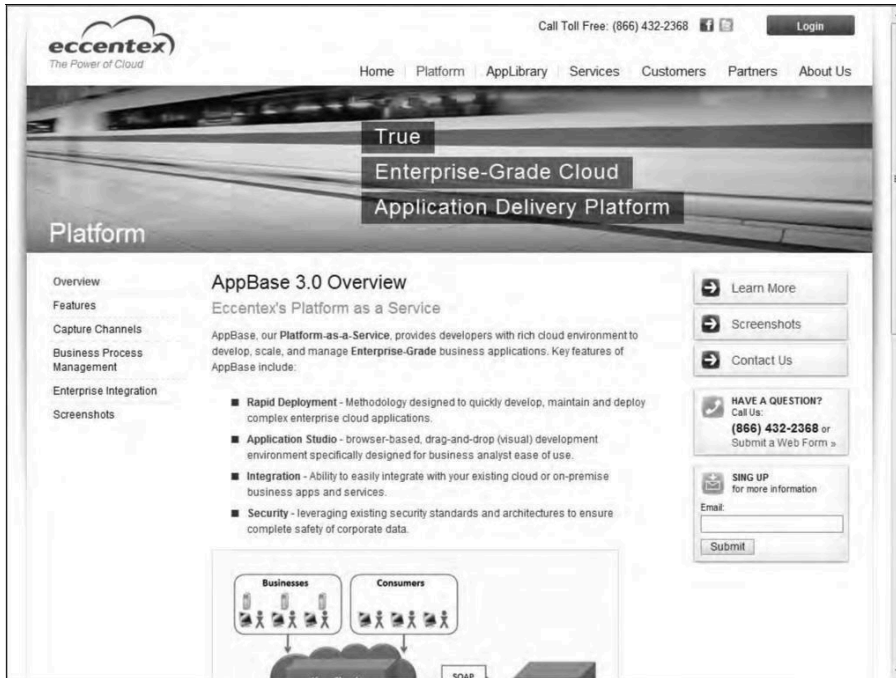 eccentex
The Power of Cloud
Call Toll Free: (866) 432-2368
Login
Home Platform AppLibrary Services Customers Partners About Us
True
Enterprise-Grade Cloud
Application Delivery Platform
Platform
Overview
Features
Capture Channels
Business Process
Management
Enterprise Integration
Screenshots
AppBase 3.0 Overview
Eccentex's Platform as a Service
AppBase, our Platform-as-a-Service, provides developers with rich cloud environment to
develop, scale, and manage Enterprise-Grade business applications. Key features of
AppBase include:
■ Rapid Deployment - Methodology designed to quickly develop, maintain and deploy
complex enterprise cloud applications.
■ Application Studio - browser-based, drag-and-drop (visual) development
environment specifically designed for business analyst ease of use.
■ Integration - Ability to easily integrate with your existing cloud or on-premise
business apps and services.
■ Security - leveraging existing security standards and architectures to ensure
complete safety of corporate data.
Businesses
Consumers
SOAP
Learn More
Screenshots
Contact Us
HAVE A QUESTION?
Call Us:
(866) 432-2368 or
Submit a Web Form »
SING UP
for more information
Email:
Submit